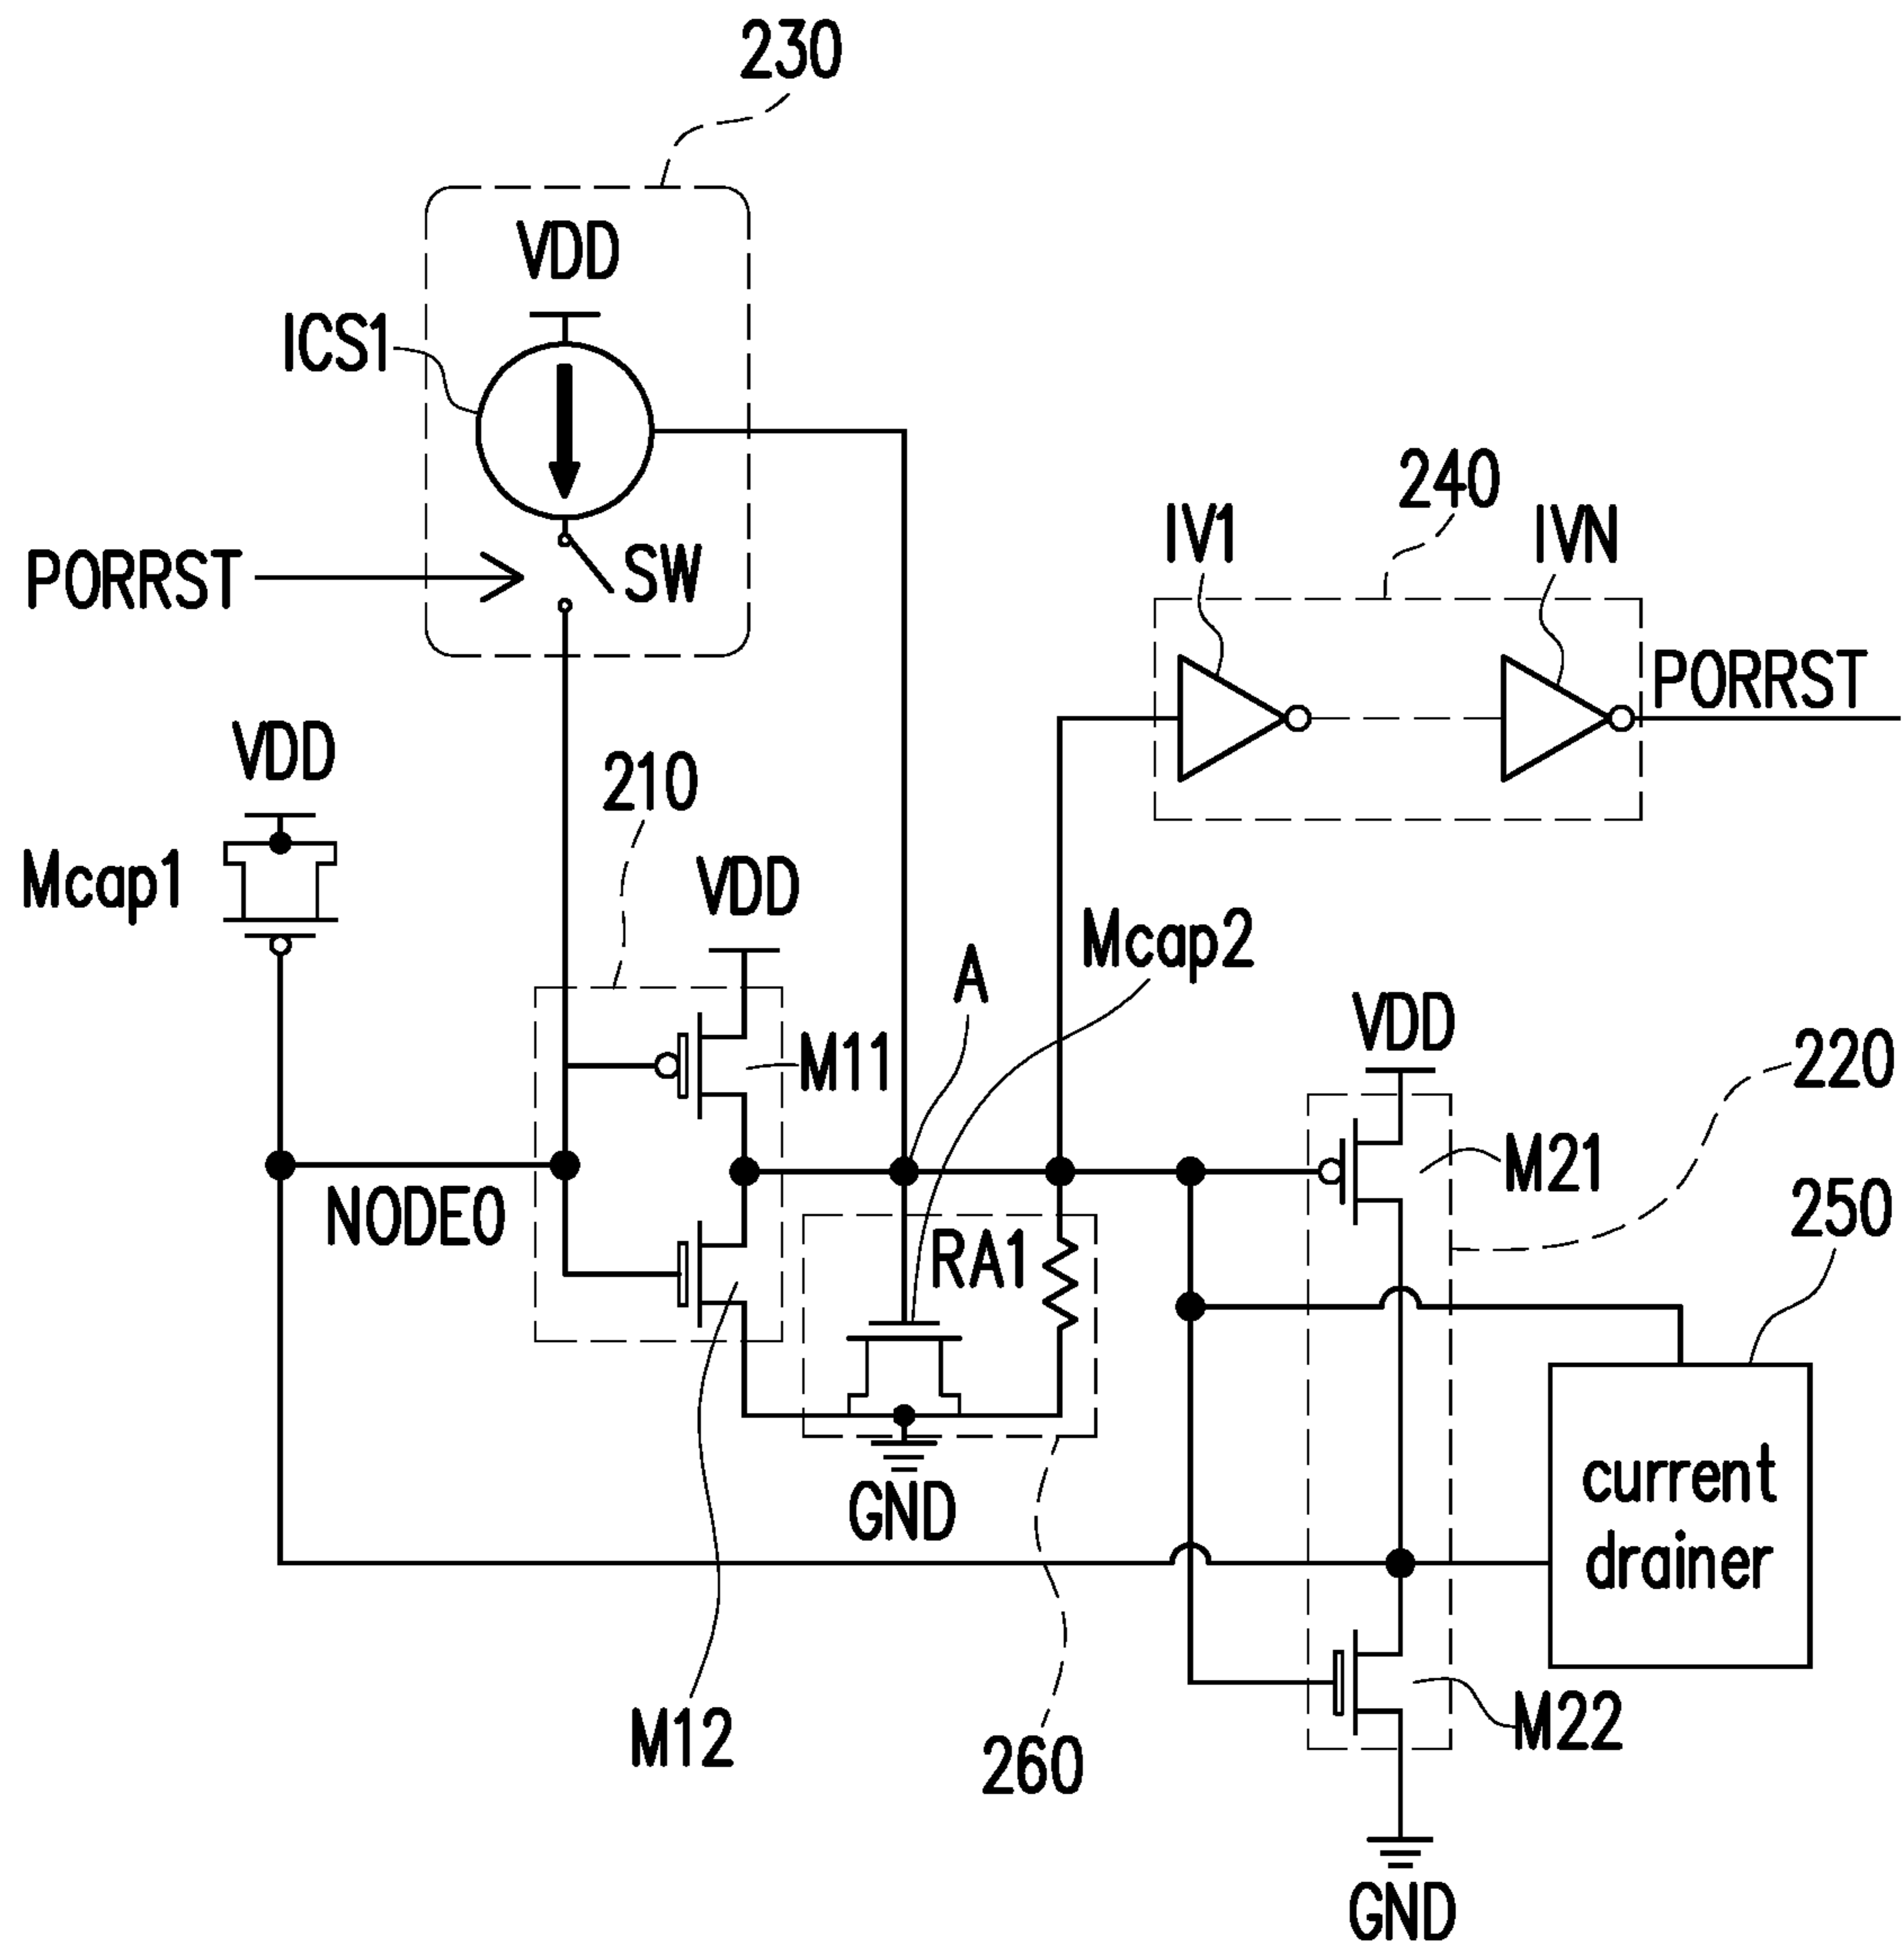 230
VDD
ICS1
PORRST
SW
240
IV1
IVN
PORRST
VDD
210
Mcap1
VDD
Mcap2
A
VDD
M11
220
M21
NODE0
RA1
250
GND
current
drainer
M12
260
M22
GND